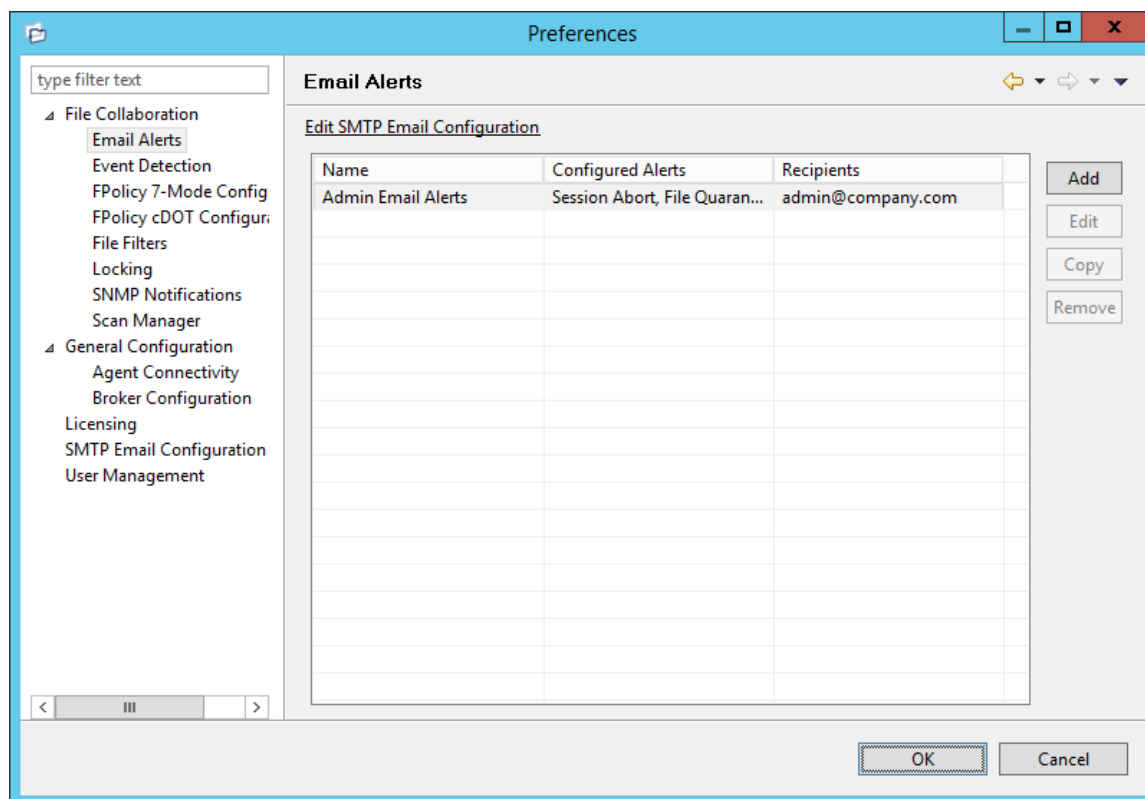 Preferences
type filter text
File Collaboration
Email Alerts
Event Detection
FPolicy 7-Mode Config
FPolicy cDOT Configura
File Filters
Locking
SNMP Notifications
Scan Manager
General Configuration
Agent Connectivity
Broker Configuration
Licensing
SMTP Email Configuration
User Management
Email Alerts
Edit SMTP Email Configuration
Name Configured Alerts Recipients
Admin Email Alerts Session Abort, File Quaran... admin@company.com
Add
Edit
Copy
Remove
OK Cancel